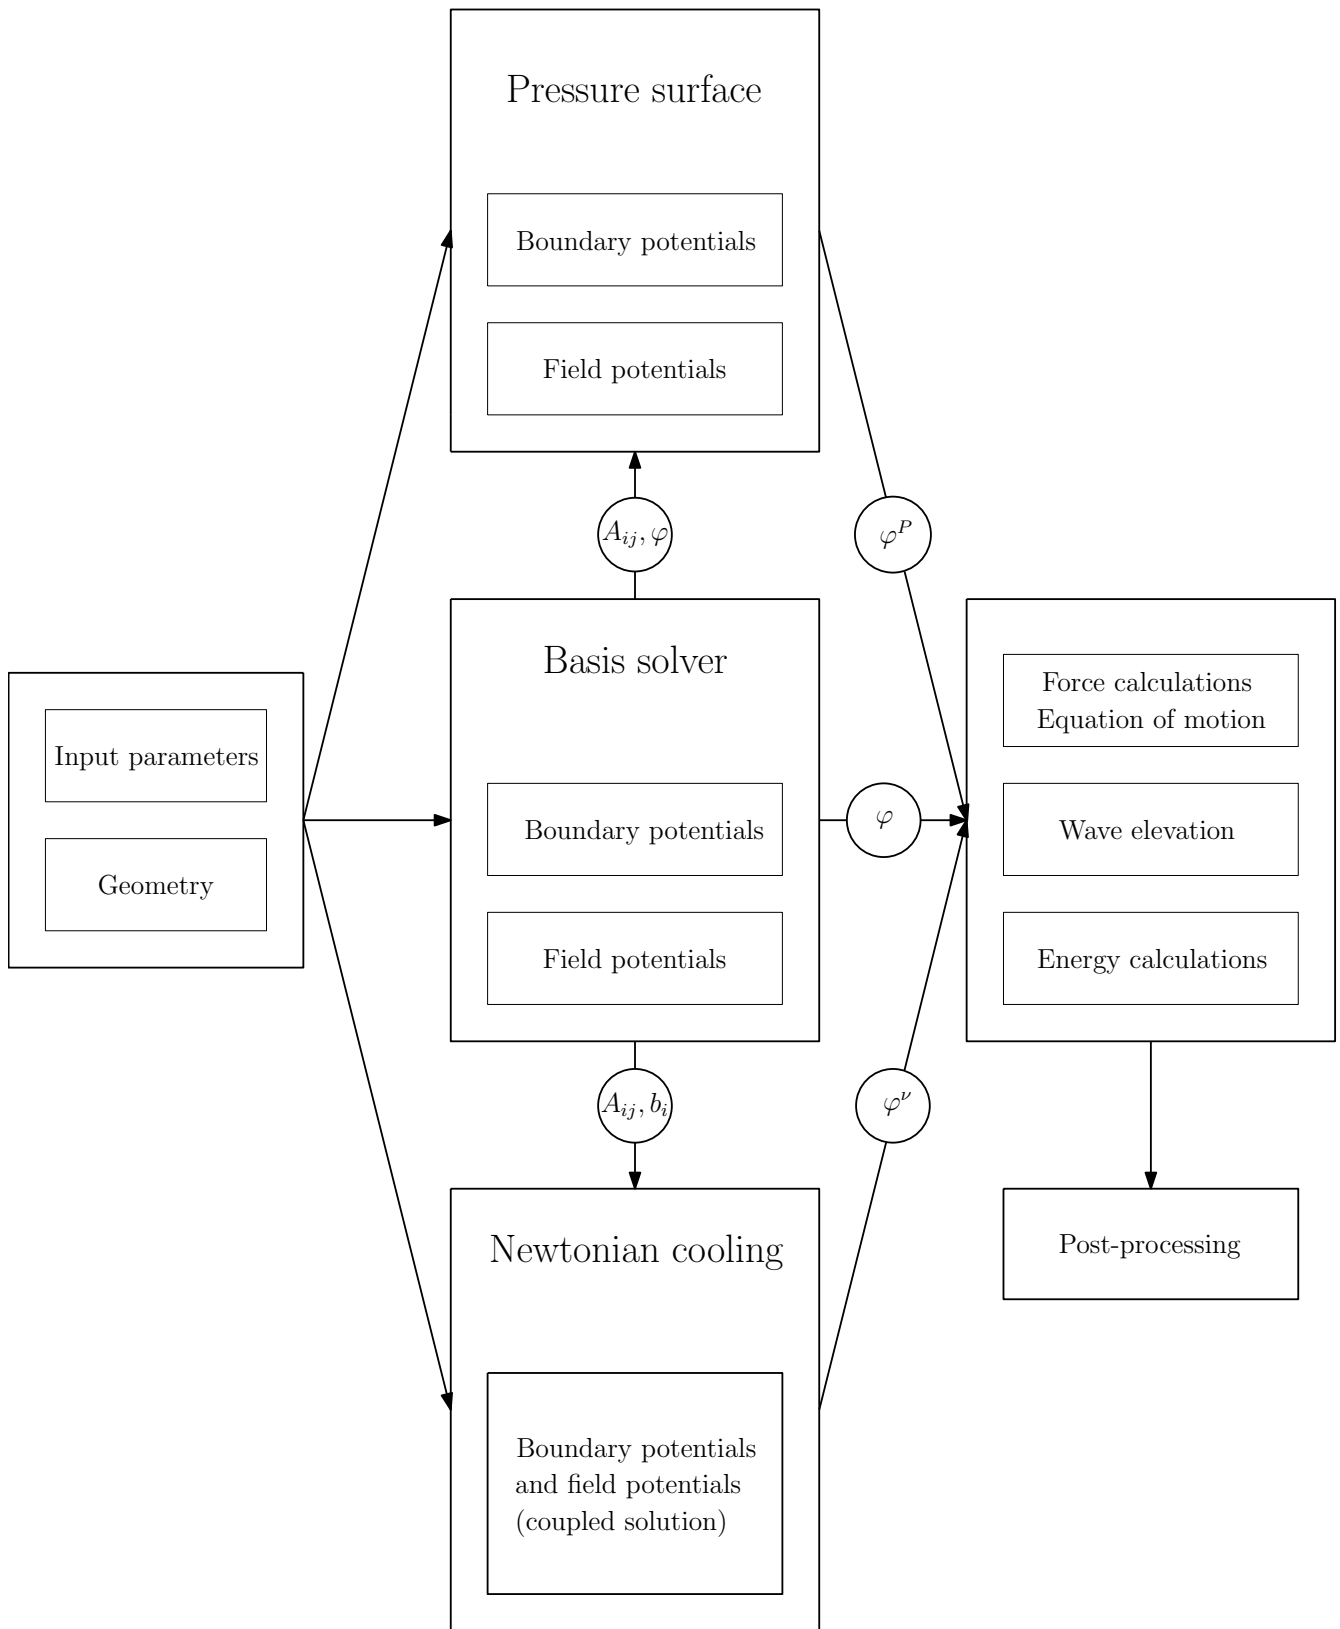 Pressure surface
Boundary potentials
Field potentials
A_{ij}, φ
φ^P
Basis solver
Boundary potentials
Field potentials
Input parameters
Geometry
φ
Force calculations
Equation of motion
Wave elevation
Energy calculations
A_{ij}, b_i
φ^ν
Newtonian cooling
Boundary potentials
and field potentials
(coupled solution)
Post-processing